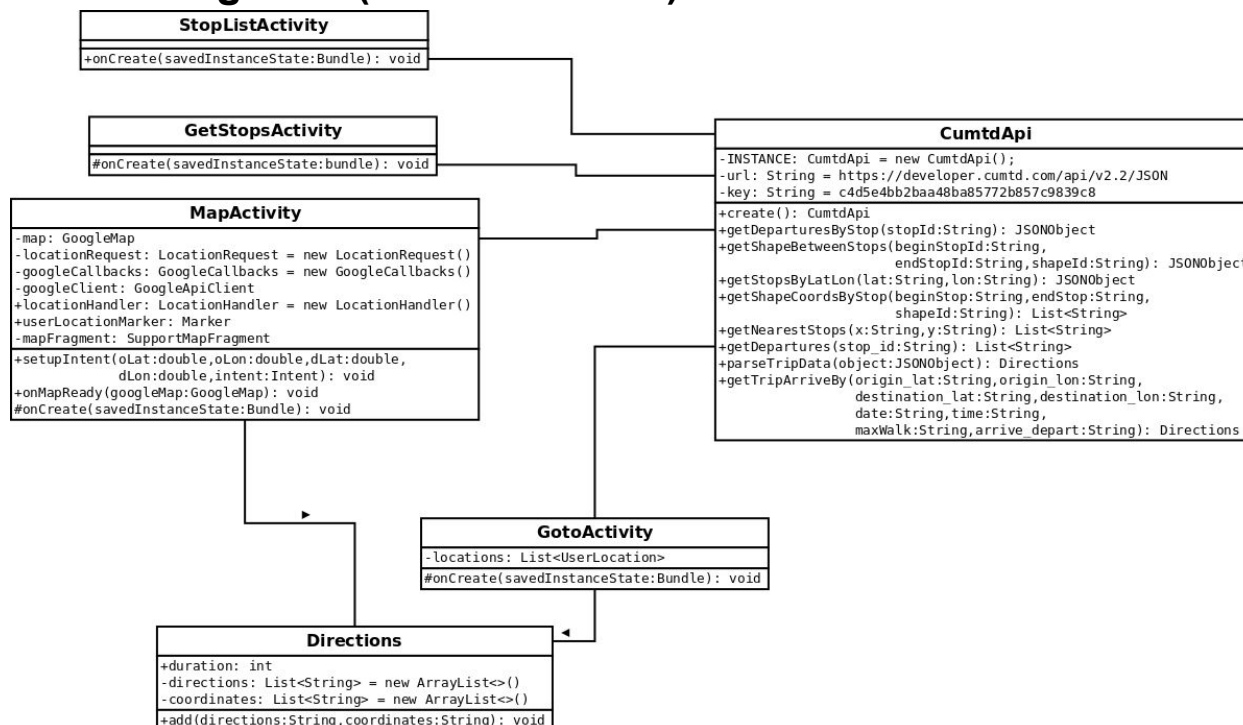 StopListActivity
+onCreate(savedInstanceState:Bundle): void
GetStopsActivity
#onCreate(savedInstanceState:bundle): void
MapActivity
-map: GoogleMap
-locationRequest: LocationRequest = new LocationRequest()
-googleCallbacks: GoogleCallbacks = new GoogleCallbacks()
-googleClient: GoogleApiClient
+locationHandler: LocationHandler = new LocationHandler()
+userLocationMarker: Marker
-mapFragment: SupportMapFragment
+setupIntent(oLat:double,oLon:double,dLat:double,
dLon:double,intent:Intent): void
+onMapReady(googleMap:GoogleMap): void
#onCreate(savedInstanceState:Bundle): void
CumtdApi
-INSTANCE: CumtdApi = new CumtdApi();
-url: String = https://developer.cumtd.com/api/v2.2/JSON
-key: String = c4d5e4bb2baa48ba85772b857c9839c8
+create(): CumtdApi
+getDeparturesByStop(stopId:String): JSONObject
+getShapeBetweenStops(beginStopId:String,
endStopId:String,shapeId:String): JSONObject
+getStopsByLatLon(lat:String,lon:String): JSONObject
+getShapeCoordsByStop(beginStop:String,endStop:String,
shapeId:String): List<String>
+getNearestStops(x:String,y:String): List<String>
+getDepartures(stop_id:String): List<String>
+parseTripData(object:JSONObject): Directions
+getTripArriveBy(origin_lat:String,origin_lon:String,
destination_lat:String,destination_lon:String,
date:String,time:String,
maxWalk:String,arrive_depart:String): Directions
GotoActivity
-locations: List<UserLocation>
#onCreate(savedInstanceState:Bundle): void
Directions
+duration: int
-directions: List<String> = new ArrayList<>()
-coordinates: List<String> = new ArrayList<>()
+add(directions:String,coordinates:String): void